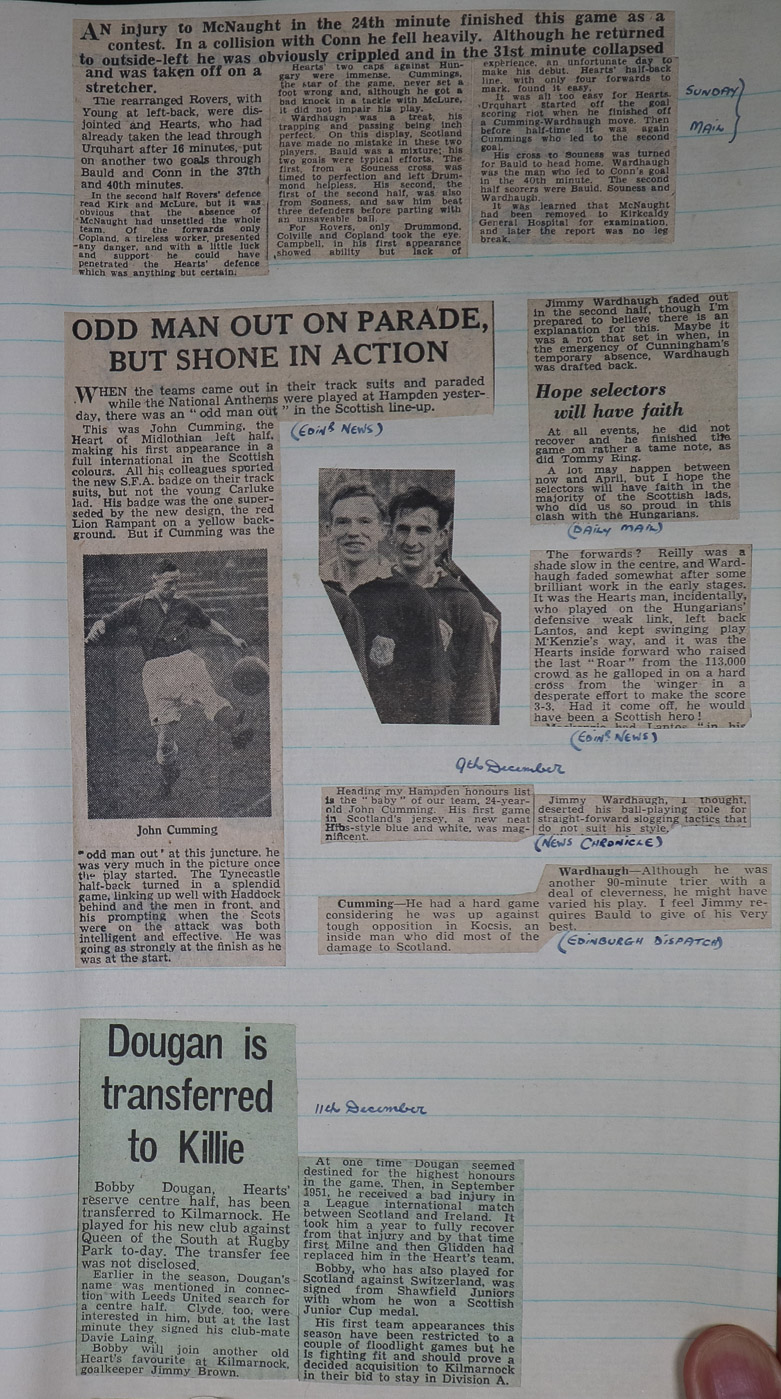 AN injury to McNaught in the 24th minute finished this game as a
contest. In a collision with Conn he fell heavily. Although he returned
to outside-left he was obviously crippled and in the 31st minute collapsed
and was taken off on a
stretcher.
The rearranged Rovers, with
Young at left-back, were dis-
jointed and Hearts, who had
already taken the lead through
Urquhart after 16 minutes, put
on another two goals through
Bauld and Conn in the 37th
and 40th minutes.
In the second half Rovers' defence
read Kirk and McLure, but it was
obvious that the absence of
McNaught had unsettled the whole
team. Of the forwards only
Copland, a tireless worker, presented
any danger, and with a little luck
and support he could have
penetrated the Hearts' defence
which was anything but certain.
Hearts' two caps against Hun-
gary were immense. Cummings,
the star of the game, never set a
foot wrong and, although he got a
bad knock in a tackle with McLure,
it did not impair his play.
Wardhaugh was a treat, his
trapping and passing being inch
perfect. On this display, Scotland
have made no mistake in these two
players. Bauld was a mixture; his
two goals were typical efforts. The
first, from a Souness cross was
timed to perfection and left Drum-
mond helpless. His second, the
first of the second half, was also
from Souness, and saw him beat
three defenders before parting with
an unsaveable ball.
For Rovers, only Drummond,
Colville and Copland took the eye.
Campbell, in his first appearance
showed ability but lack of
experience, an unfortunate day to
make his debut. Hearts' half-back
line, with only four forwards to
mark, found it easy.
It was all too easy for Hearts.
Urquhart started off the goal
scoring riot when he finished off
a Cumming-Wardhaugh move. Then
before half-time it was again
Cummings who led to the second
goal.
His cross to Souness was turned
for Bauld to head home. Wardhaugh
was the man who led to Conn's goal
in the 40th minute. The second
half scorers were Bauld, Souness and
Wardhaugh.
It was learned that McNaught
had been removed to Kirkcaldy
General Hospital for examination,
and later the report was no leg
break.
SUNDAY
MAIL
ODD MAN OUT ON PARADE,
BUT SHONE IN ACTION
WHEN the teams came out in their track suits and paraded
while the National Anthems were played at Hampden yester-
day, there was an "odd man out" in the Scottish line-up.
(EDINB NEWS)
This was John Cumming, the
Heart of Midlothian left half,
making his first appearance in a
full international in the Scottish
colours. All his colleagues sported
the new S.F.A. badge on their track
suits, but not the young Carluke
lad. His badge was the one super-
seded by the new design, the red
Lion Rampant on a yellow back-
ground. But if Cumming was the
John Cumming
"odd man out" at this juncture, he
was very much in the picture once
the play started. The Tynecastle
half-back turned in a splendid
game, linking up well with Haddock
behind and the men in front, and
his prompting when the Scots
were on the attack was both
intelligent and effective. He was
going as strongly at the finish as he
was at the start.
Jimmy Wardhaugh faded out
in the second half, though I'm
prepared to believe there is an
explanation for this. Maybe it
was a rot that set in when, in
the emergency of Cunningham's
temporary absence, Wardhaugh
was drafted back.
Hope selectors
will have faith
At all events, he did not
recover and he finished the
game on rather a tame note, as
did Tommy Ring.
A lot may happen between
now and April, but I hope the
selectors will have faith in the
majority of the Scottish lads,
who did us so proud in this
clash with the Hungarians.
(DAILY MAIL)
The forwards? Reilly was a
shade slow in the centre, and Ward-
haugh faded somewhat after some
brilliant work in the early stages.
It was the Hearts man, incidentally,
who played on the Hungarians'
defensive weak link, left back
Lantos, and kept swinging play
M'Kenzie's way, and it was the
Hearts inside forward who raised
the last "Roar" from the 113,000
crowd as he galloped in on a hard
cross from the winger in a
desperate effort to make the score
3-3. Had it come off, he would
have been a Scottish hero!
(EDINB NEWS)
9th December
Heading my Hampden honours list
is the "baby" of our team, 24-year-
old John Cumming. His first game
in Scotland's jersey, a new neat
Hibs-style blue and white, was mag-
nificent.
Jimmy Wardhaugh, I thought,
deserted his ball-playing role for
straight-forward slogging tactics that
do not suit his style.
(NEWS CHRONICLE)
Cumming—He had a hard game
considering he was up against
tough opposition in Kocsis, an
inside man who did most of the
damage to Scotland.
Wardhaugh—Although he was
another 90-minute trier with a
deal of cleverness, he might have
varied his play. I feel Jimmy re-
quires Bauld to give of his very
best.
(EDINBURGH DISPATCH)
Dougan is
transferred
to Killie
11th December
Bobby Dougan, Hearts'
reserve centre half, has been
transferred to Kilmarnock. He
played for his new club against
Queen of the South at Rugby
Park to-day. The transfer fee
was not disclosed.
Earlier in the season, Dougan's
name was mentioned in connec-
tion with Leeds United search for
a centre half. Clyde, too, were
interested in him, but at the last
minute they signed his club-mate
Davie Laing.
Bobby will join another old
Heart's favourite at Kilmarnock,
goalkeeper Jimmy Brown.
At one time Dougan seemed
destined for the highest honours
in the game. Then, in September
1951, he received a bad injury in
a League international match
between Scotland and Ireland. It
took him a year to fully recover
from that injury and by that time
first Milne and then Glidden had
replaced him in the Heart's team.
Bobby, who has also played for
Scotland against Switzerland, was
signed from Shawfield Juniors
with whom he won a Scottish
Junior Cup medal.
His first team appearances this
season have been restricted to a
couple of floodlight games but he
is fighting fit and should prove a
decided acquisition to Kilmarnock
in their bid to stay in Division A.